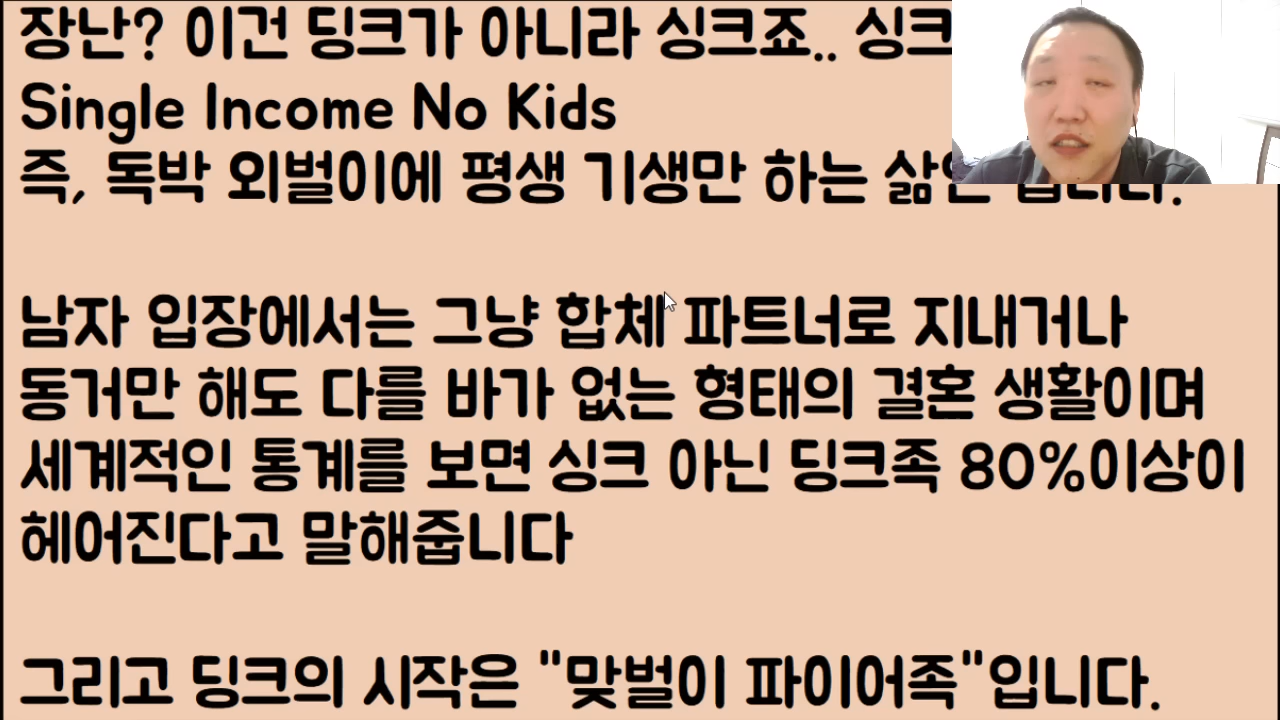 장난? 이건 딩크가 아니라 싱크죠.. 싱크
Single Income No Kids
즉, 독박 외벌이에 평생 기생만 하는
남자 입장에서는 그냥 합체 파트너로 지내거나
동거만 해도 다를 바가 없는 형태의 결혼 생활이며
세계적인 통계를 보면 싱크 아닌 딩크족 80%이상이
헤어진다고 말해줍니다
그리고 딩크의 시작은 "맞벌이 파이어족"입니다.